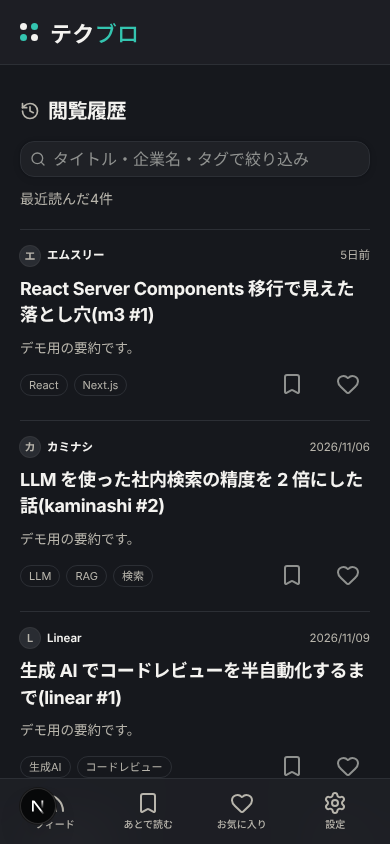 テクブロ
閲覧履歴
タイトル・企業名・タグで絞り込み
最近読んだ4件
エ エムスリー 5日前
React Server Components 移行で見えた
落とし穴(m3 #1)
デモ用の要約です。
React Next.js
カ カミナシ 2026/11/06
LLM を使った社内検索の精度を 2 倍にした
話(kaminashi #2)
デモ用の要約です。
LLM RAG 検索
L Linear 2026/11/09
生成 AI でコードレビューを半自動化するま
で(linear #1)
デモ用の要約です。
生成AI コードレビュー
N
フィード あとで読む お気に入り 設定